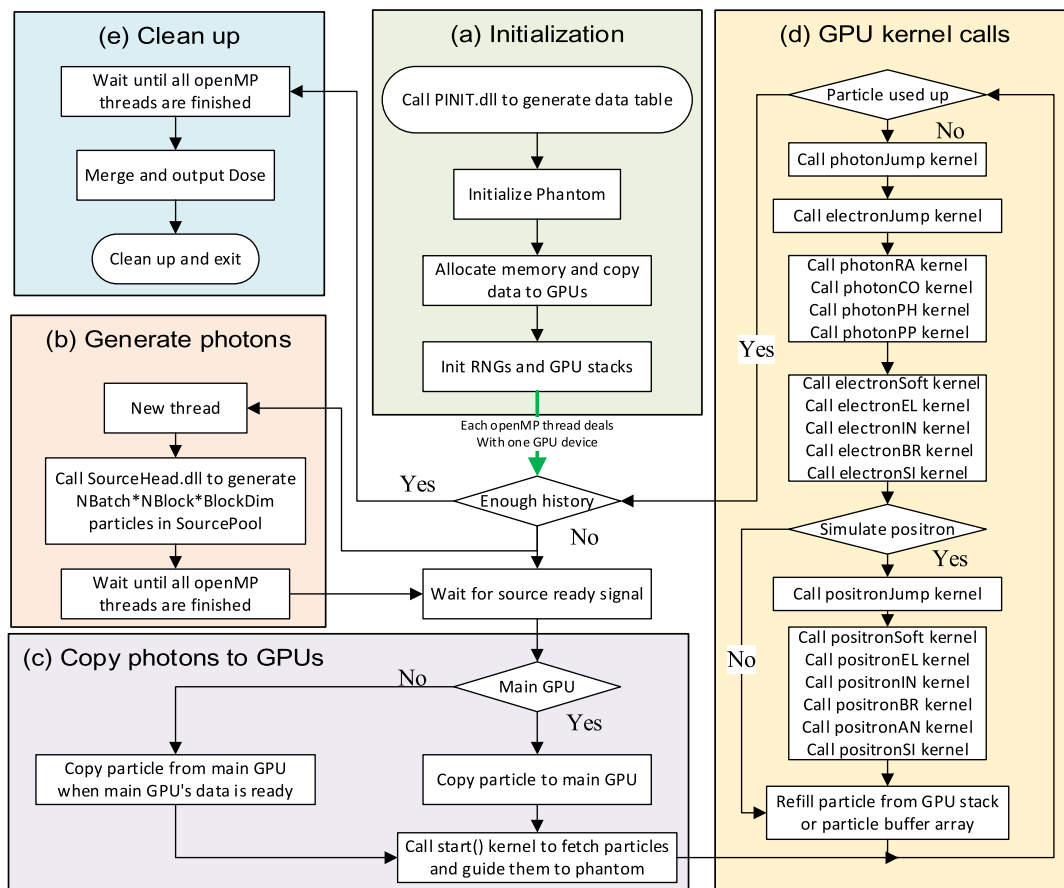 (e) Clean up
Wait until all openMP
threads are finished
Merge and output Dose
Clean up and exit
(a) Initialization
Call PINIT.dll to generate data table
Initialize Phantom
Allocate memory and copy
data to GPUs
Init RNGs and GPU stacks
Each openMP thread deals
With one GPU device
Enough history
Yes
No
(b) Generate photons
New thread
Call SourceHead.dll to generate
NBatch*NBlock*BlockDim
particles in SourcePool
Wait until all openMP
threads are finished
Wait for source ready signal
(c) Copy photons to GPUs
Main GPU
No
Yes
Copy particle from main GPU
when main GPU's data is ready
Copy particle to main GPU
Call start() kernel to fetch particles
and guide them to phantom
(d) GPU kernel calls
Particle used up
No
Yes
Call photonJump kernel
Call electronJump kernel
Call photonRA kernel
Call photonCO kernel
Call photonPH kernel
Call photonPP kernel
Call electronSoft kernel
Call electronEL kernel
Call electronIN kernel
Call electronBR kernel
Call electronSI kernel
Simulate positron
Yes
No
Call positronJump kernel
Call positronSoft kernel
Call positronEL kernel
Call positronIN kernel
Call positronBR kernel
Call positronAN kernel
Call positronSI kernel
Refill particle from GPU stack
or particle buffer array